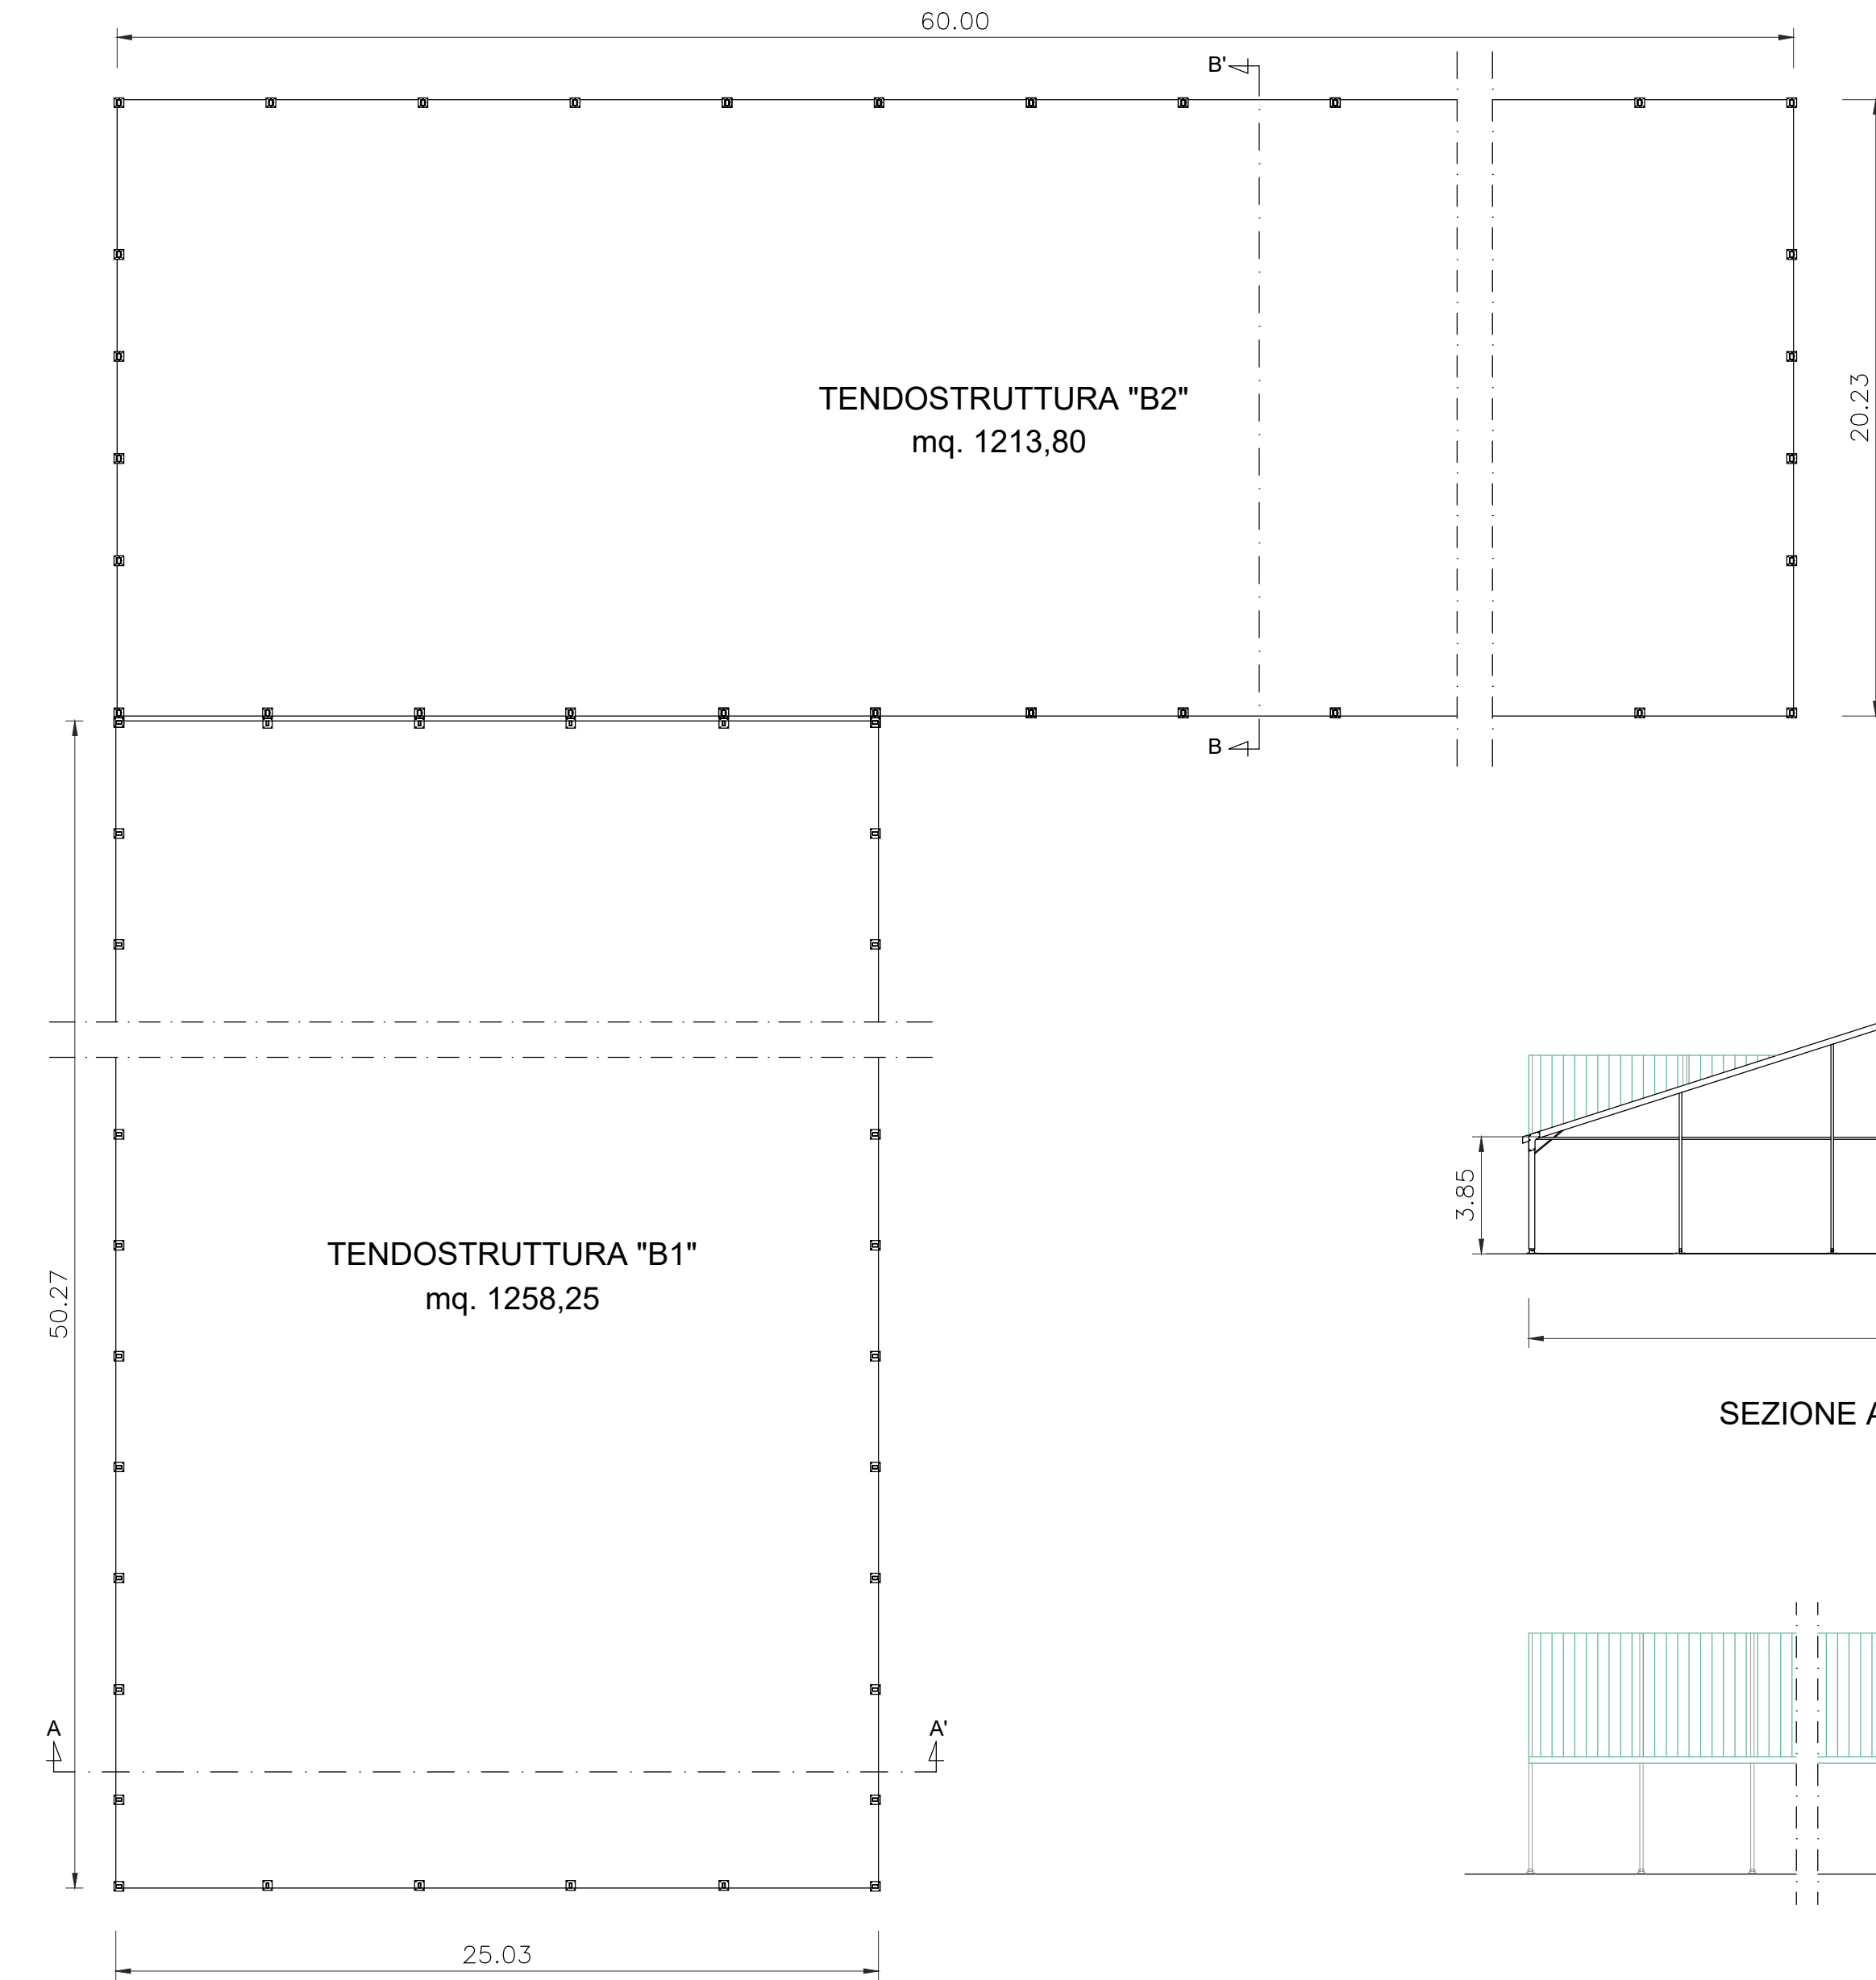 60.00
B'
TENDOSTRUTTURA "B2"
mq. 1213,80
20.23
B
3.85
TENDOSTRUTTURA "B1"
mq. 1258,25
50.27
SEZIONE A
A
A'
25.03